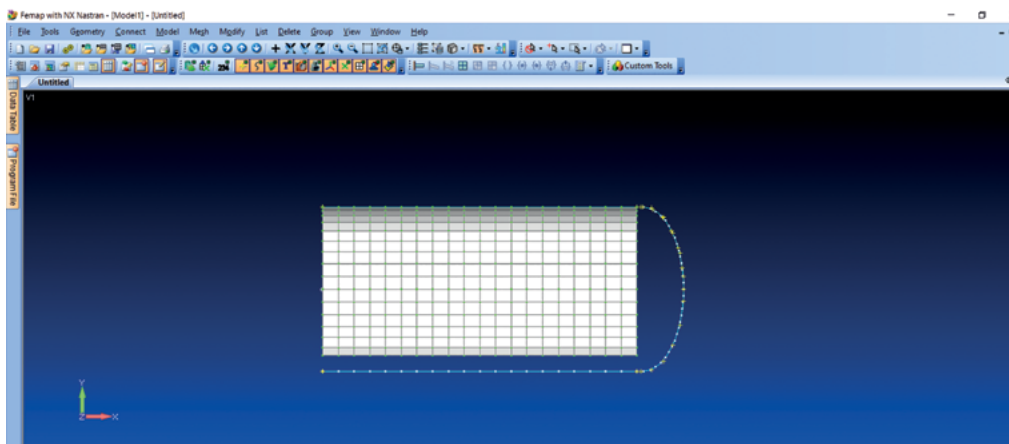 Femap with NX Nastran - [Model1] - [Untitled]
File Tools Geometry Connect Model Mesh Modify List Delete Group View Window Help
Custom Tools
Untitled
V1
Data Table
Program File
Y
Z X